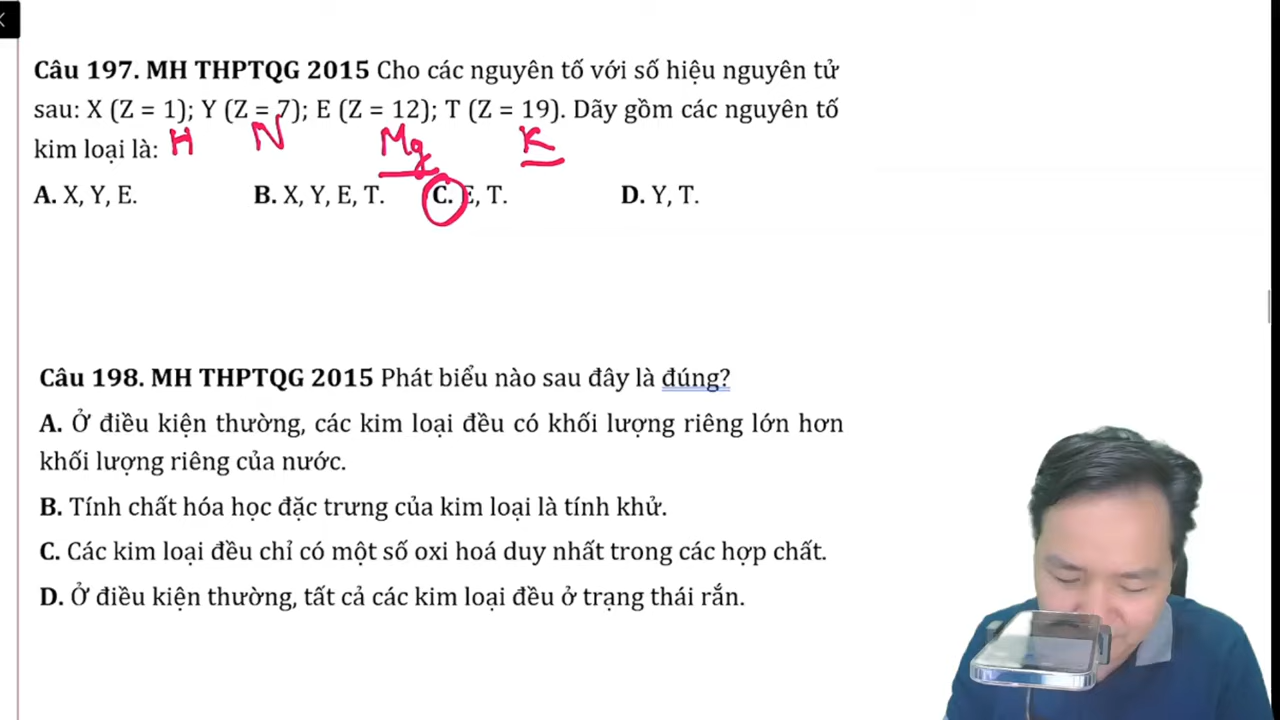 Câu 197. MH THPTQG 2015 Cho các nguyên tố với số hiệu nguyên tử
sau: X (Z = 1); Y (Z = 7); E (Z = 12); T (Z = 19). Dãy gồm các nguyên tố
kim loại là:
H N Mg K
A. X, Y, E. B. X, Y, E, T. C. E, T. D. Y, T.
Câu 198. MH THPTQG 2015 Phát biểu nào sau đây là đúng?
A. Ở điều kiện thường, các kim loại đều có khối lượng riêng lớn hơn
khối lượng riêng của nước.
B. Tính chất hóa học đặc trưng của kim loại là tính khử.
C. Các kim loại đều chỉ có một số oxi hoá duy nhất trong các hợp chất.
D. Ở điều kiện thường, tất cả các kim loại đều ở trạng thái rắn.